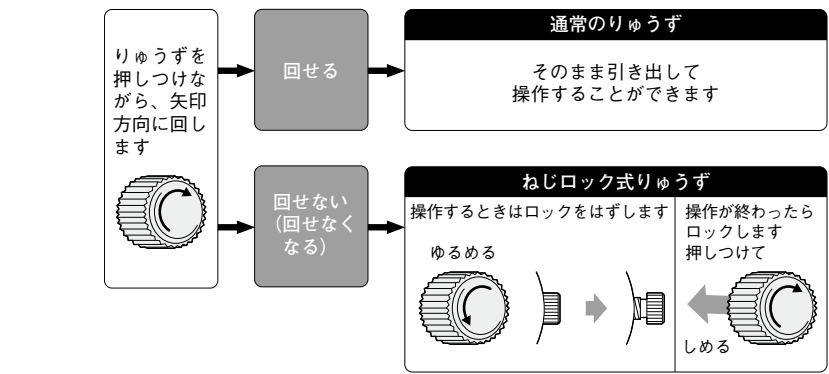 りゅうずを
押しつけな
がら、矢印
方向に回し
ます
回せる
通常のりゅうず
そのまま引き出して
操作することができます
回せない
(回せなく
なる)
ねじロック式りゅうず
操作するときはロックをはずします
ゆるめる
操作が終わったら
ロックします
押しつけて
しめる